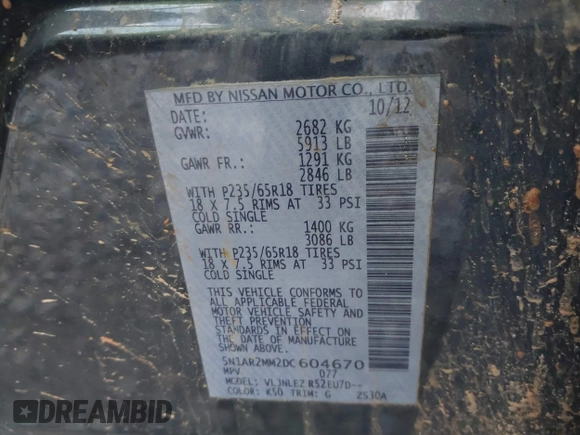 MFD BY NISSAN MOTOR CO., LTD.
DATE: 10/12
GVWR: 2682 KG
5913 LB
GAWR FR.: 1291 KG
2846 LB
WITH P235/65R18 TIRES
18 X 7.5 RIMS AT 33 PSI
COLD SINGLE
GAWR RR.: 1400 KG
3086 LB
WITH P235/65R18 TIRES
18 X 7.5 RIMS AT 33 PSI
COLD SINGLE
THIS VEHICLE CONFORMS TO
ALL APPLICABLE FEDERAL
MOTOR VEHICLE SAFETY AND
THEFT PREVENTION
STANDARDS IN EFFECT ON
THE DATE OF MANUFACTURE
SHOWN ABOVE.
5N1AR2MM2DC604670
MPV 077
MODEL: VLJNLEZ R52EU7D--
COLOR: K50 TRIM: G 2530A
DIAMOND AUTO SALES